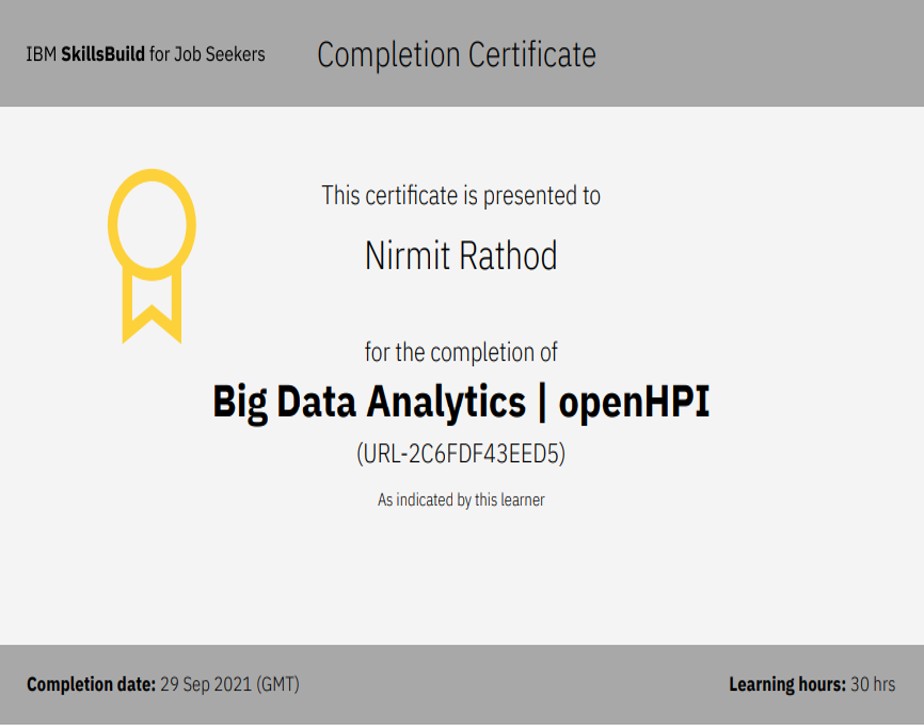 IBM SkillsBuild for Job Seekers
Completion Certificate
This certificate is presented to
Nirmit Rathod
for the completion of
Big Data Analytics | openHPI
(URL-2C6FDF43EED5)
As indicated by this learner
Completion date: 29 Sep 2021 (GMT)
Learning hours: 30 hrs